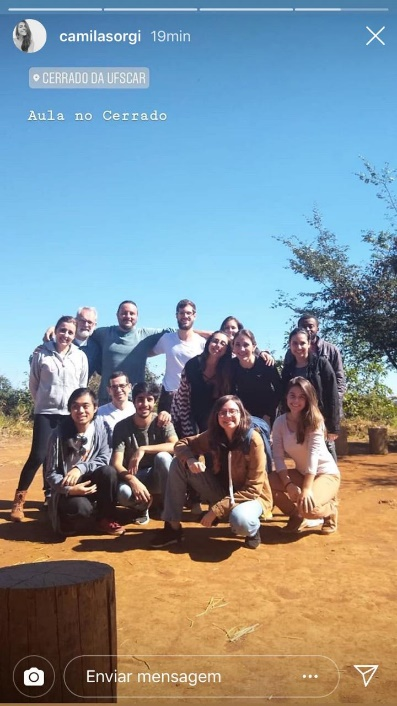 camilasorgi 19min
CERRADO DA UFSCAR
Aula no Cerrado
Enviar mensagem